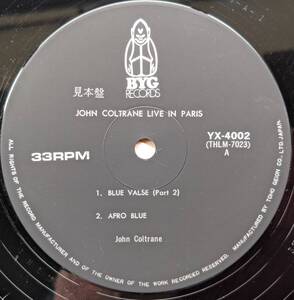 BYG
RECORDS
見本盤
JOHN COLTRANE LIVE IN PARIS
33RPM
YX-4002
(THLM-7023)
A
1. BLUE VALSE (Part 2)
2. AFRO BLUE
John Coltrane
ALL RIGHTS OF THE RECORD MANUFACTURER AND OF THE OWNER OF THE WORK RESERVED. MANUFACTURED BY TOHO GEION CO.,LTD.JAPAN.